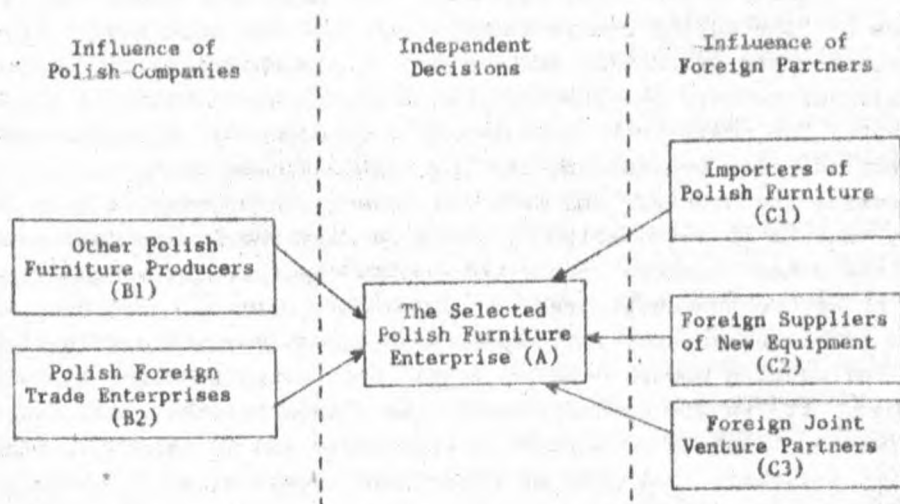 Influence of
Polish Companies
Independent
Decisions
Influence of
Foreign Partners
Importers of
Polish Furniture
(C1)
Other Polish
Furniture Producers
(B1)
The Selected
Polish Furniture
Enterprise (A)
Foreign Suppliers
of New Equipment
(C2)
Polish Foreign
Trade Enterprises
(B2)
Foreign Joint
Venture Partners
(C3)